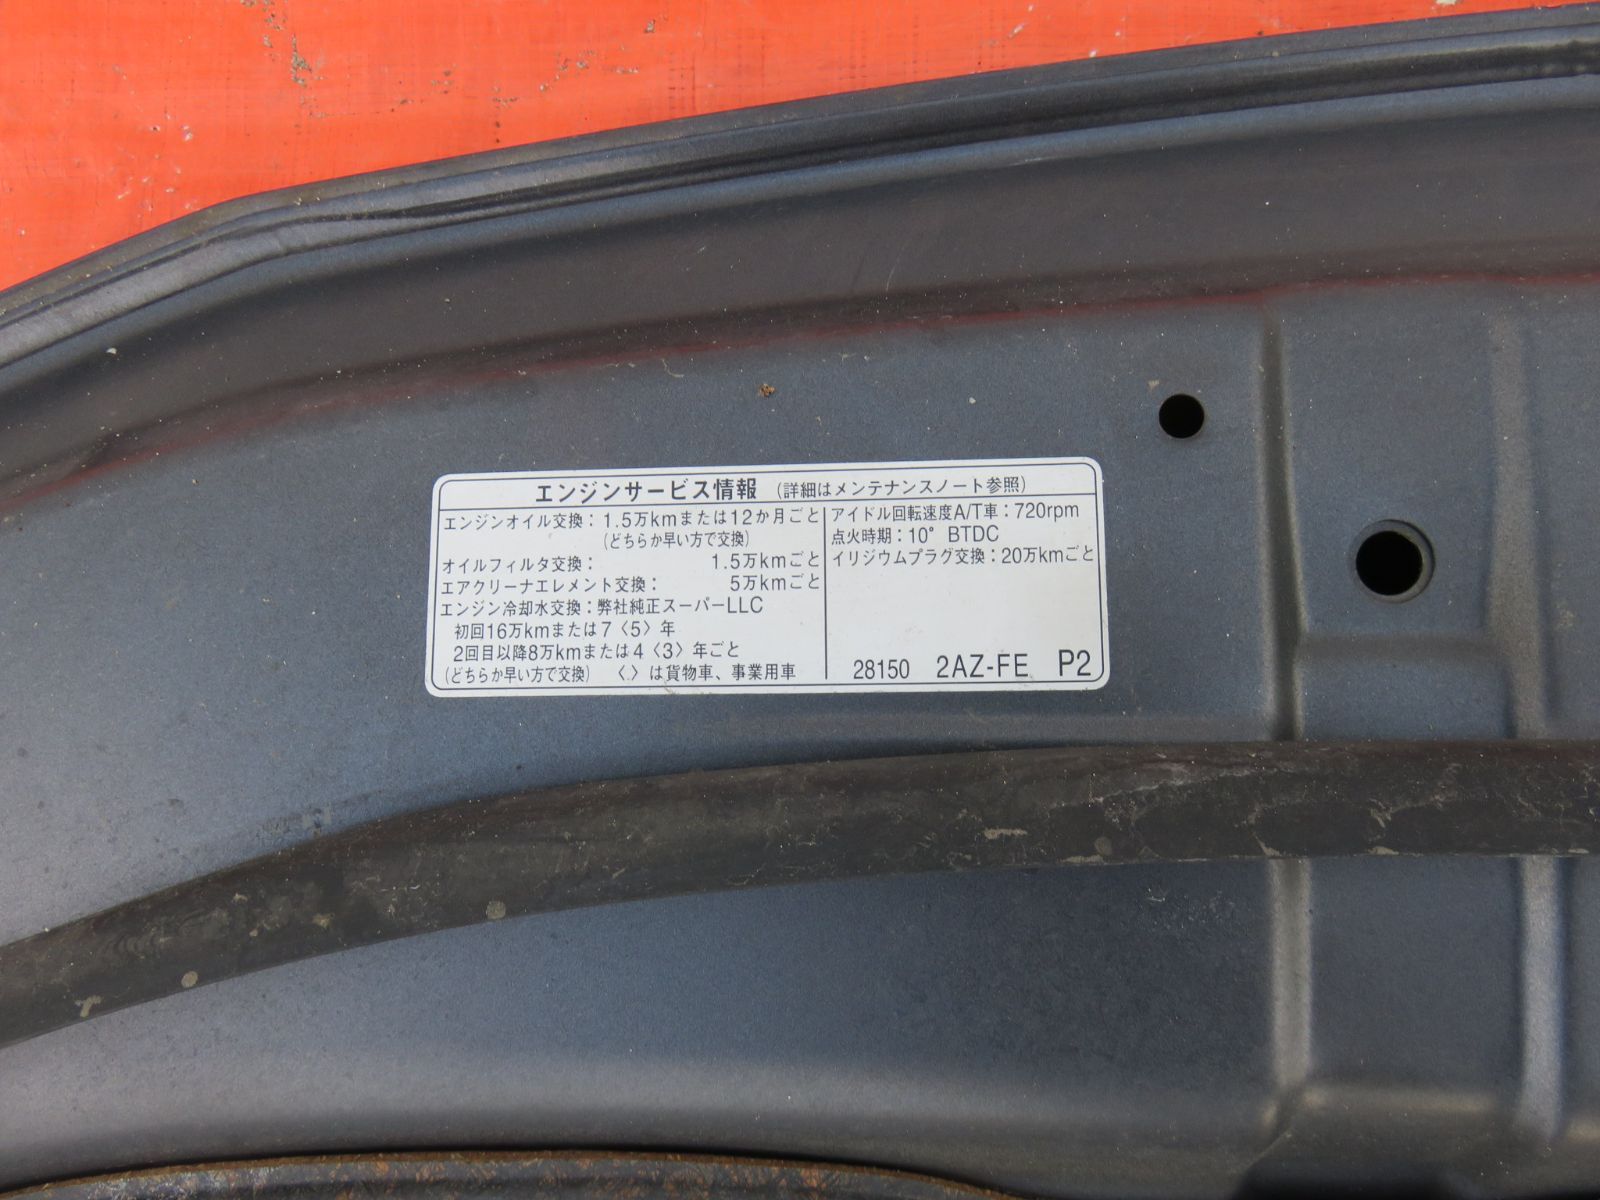 エンジンサービス情報 (詳細はメンテナンスノート参照)
エンジンオイル交換：1.5万kmまたは12か月ごと
(どちらか早い方で交換)
オイルフィルタ交換： 1.5万kmごと
エアクリーナエレメント交換： 5万kmごと
エンジン冷却水交換：弊社純正スーパーLLC
初回16万kmまたは7〈5〉年
2回目以降8万kmまたは4〈3〉年ごと
(どちらか早い方で交換) 〈 〉は貨物車、事業用車
アイドル回転速度A/T車：720rpm
点火時期：10° BTDC
イリジウムプラグ交換：20万kmごと
28150 2AZ-FE P2